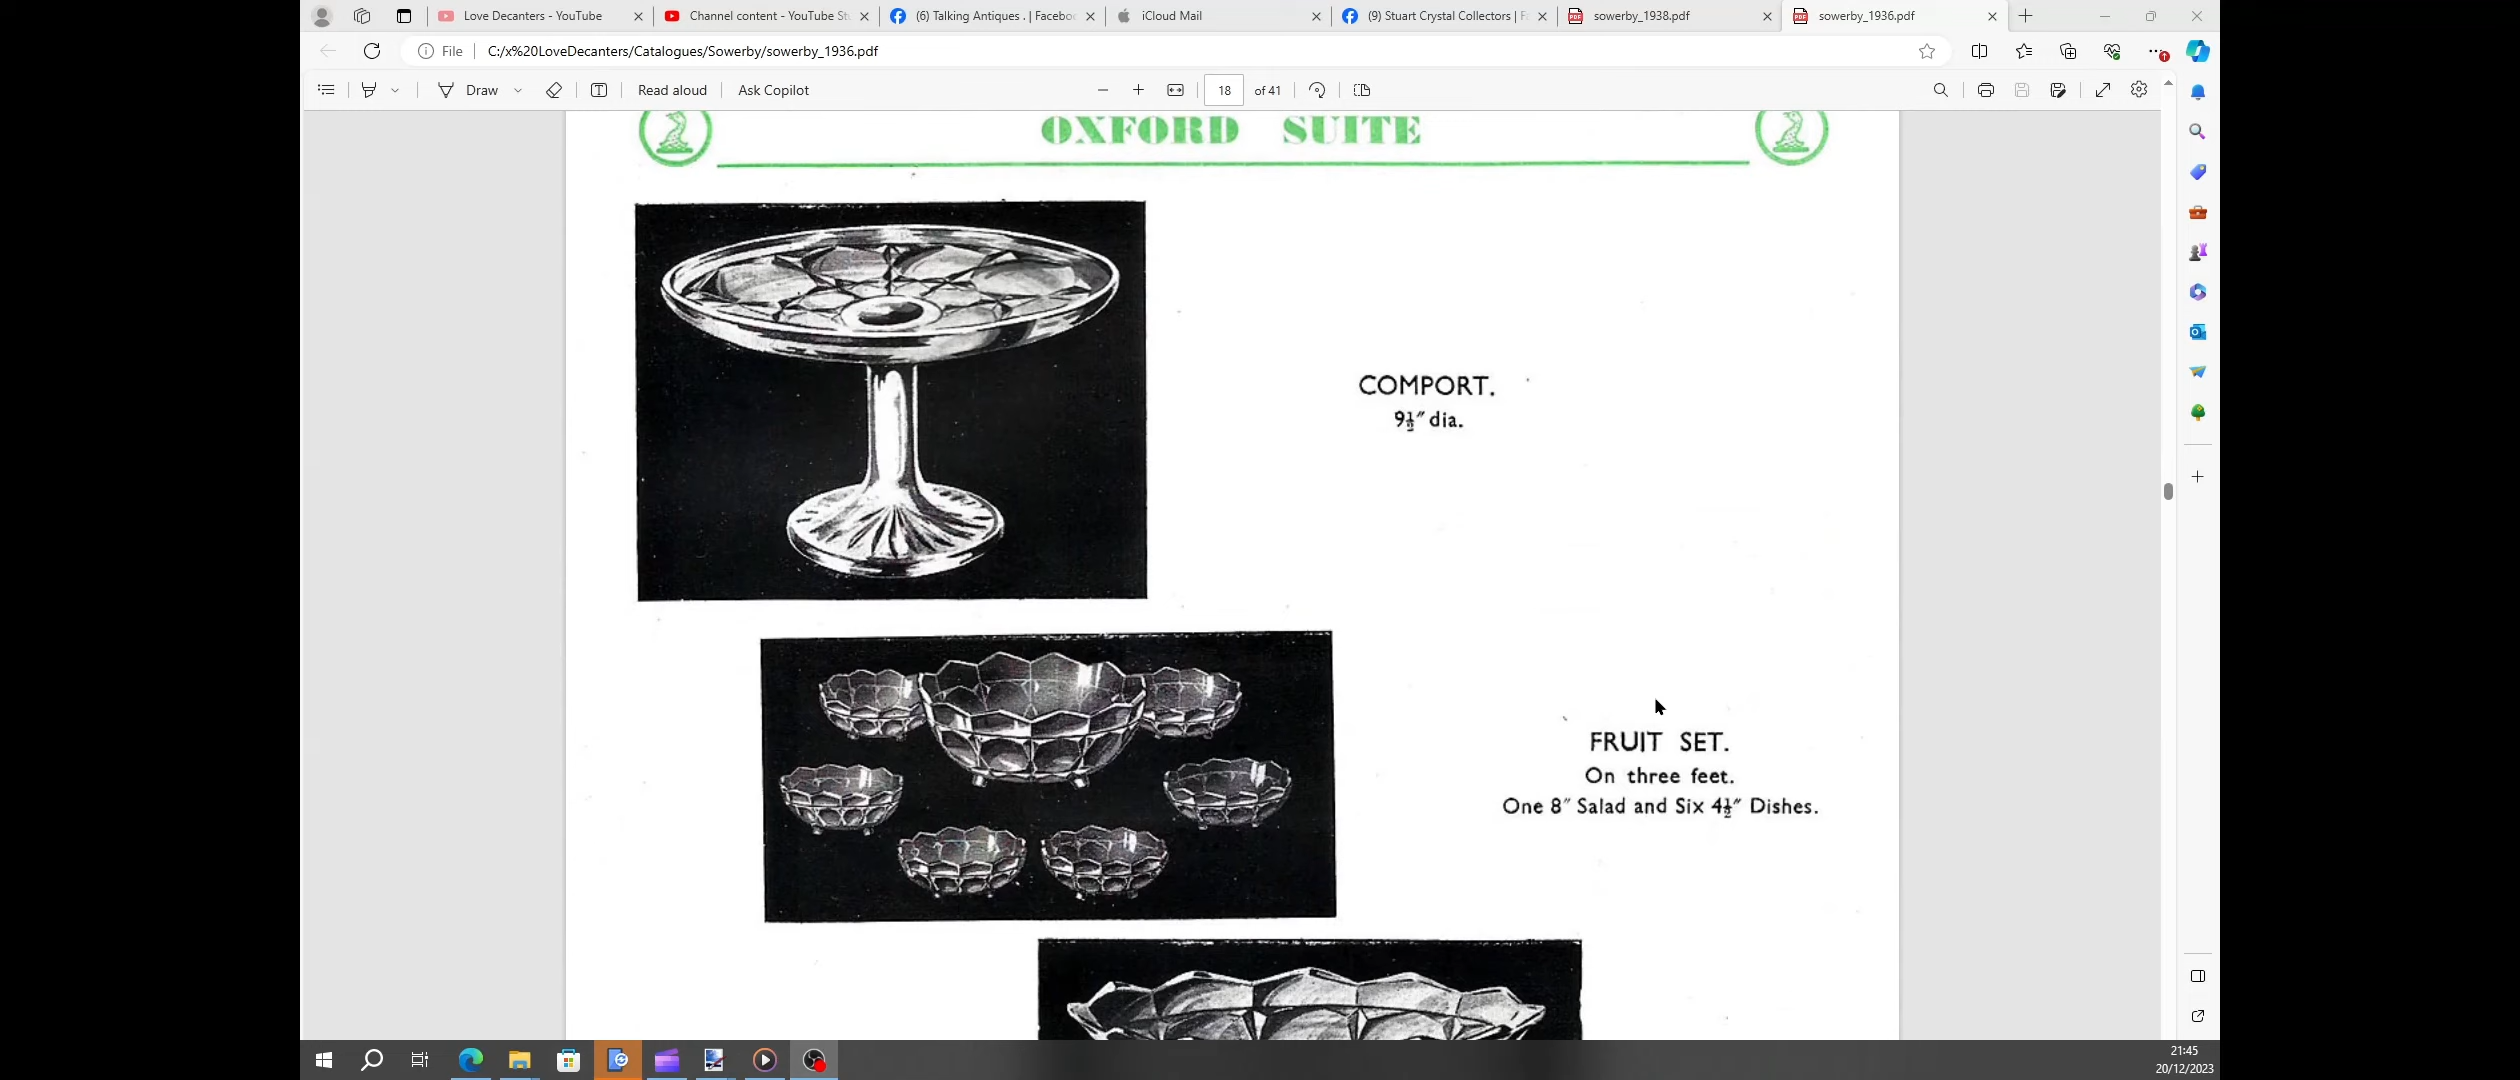 Love Decanters - YouTube
Channel content - YouTube St
(6) Talking Antiques . | Facebo
iCloud Mail
(9) Stuart Crystal Collectors | F
sowerby_1938.pdf
sowerby_1936.pdf
File
C:/x%20LoveDecanters/Catalogues/Sowerby/sowerby_1936.pdf
Draw
Read aloud
Ask Copilot
18
of 41
OXFORD SUITE
COMPORT.
9½″ dia.
FRUIT SET.
On three feet.
One 8″ Salad and Six 4½″ Dishes.
21:45
20/12/2023